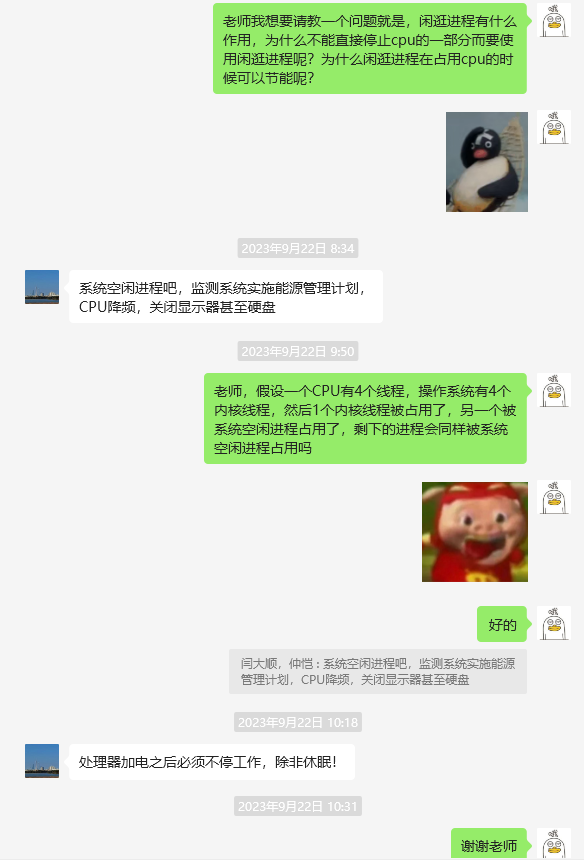 老师我想要请教一个问题就是，闲逛进程有什么
作用，为什么不能直接停止cpu的一部分而要使
用闲逛进程呢？为什么闲逛进程在占用cpu的时
候可以节能呢？
2023年9月22日 8:34
系统空闲进程吧，监测系统实施能源管理计划，
CPU降频，关闭显示器甚至硬盘
2023年9月22日 9:50
老师，假设一个CPU有4个线程，操作系统有4个
内核线程，然后1个内核线程被占用了，另一个被
系统空闲进程占用了，剩下的进程会同样被系统
空闲进程占用吗
好的
闫大顺，仲恺：系统空闲进程吧，监测系统实施能源
管理计划，CPU降频，关闭显示器甚至硬盘
2023年9月22日 10:18
处理器加电之后必须不停工作，除非休眠！
2023年9月22日 10:31
谢谢老师